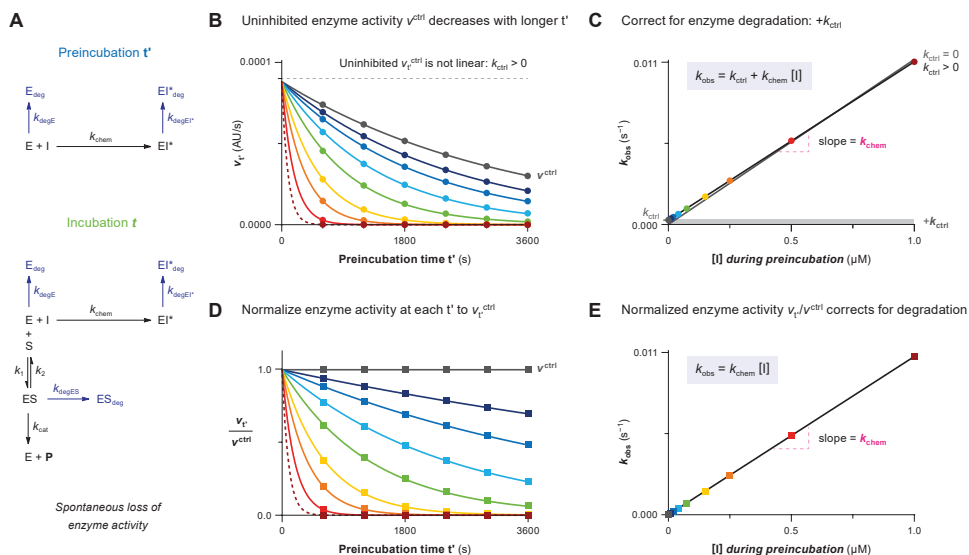 A
Preincubation t'
E_deg
EI*_deg
k_degE
k_degEI*
k_chem
E + I
EI*
Incubation t
E_deg
EI*_deg
k_degE
k_degEI*
k_chem
E + I
EI*
+
S
k_1
k_2
k_degES
ES
ES_deg
k_cat
E + P
Spontaneous loss of
enzyme activity
B
Uninhibited enzyme activity v^ctrl decreases with longer t'
0.0001
Uninhibited v_t'^ctrl is not linear: k_ctrl > 0
v_t' (AU/s)
v^ctrl
0.0000
0
1800
3600
Preincubation time t' (s)
C
Correct for enzyme degradation: +k_ctrl
0.011
k_ctrl = 0
k_ctrl > 0
k_obs = k_ctrl + k_chem [I]
k_obs (s⁻¹)
slope = k_chem
k_ctrl
0.000
+k_ctrl
0
0.5
1.0
[I] during preincubation (µM)
D
Normalize enzyme activity at each t' to v_t'^ctrl
1.0
v^ctrl
v_t'
v^ctrl
0.0
0
1800
3600
Preincubation time t' (s)
E
Normalized enzyme activity v_t'/v^ctrl corrects for degradation
0.011
k_obs = k_chem [I]
k_obs (s⁻¹)
slope = k_chem
0.000
0
0.5
1.0
[I] during preincubation (µM)